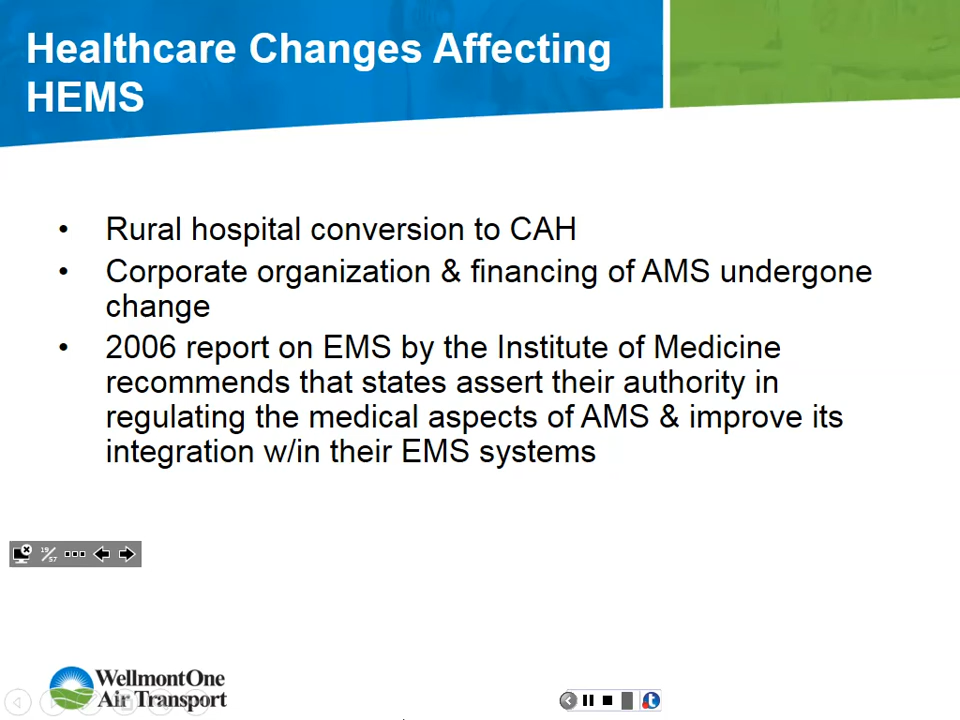 Healthcare Changes Affecting
HEMS
• Rural hospital conversion to CAH
• Corporate organization & financing of AMS undergone
change
• 2006 report on EMS by the Institute of Medicine
recommends that states assert their authority in
regulating the medical aspects of AMS & improve its
integration w/in their EMS systems
19/57
WellmontOne
Air Transport
t